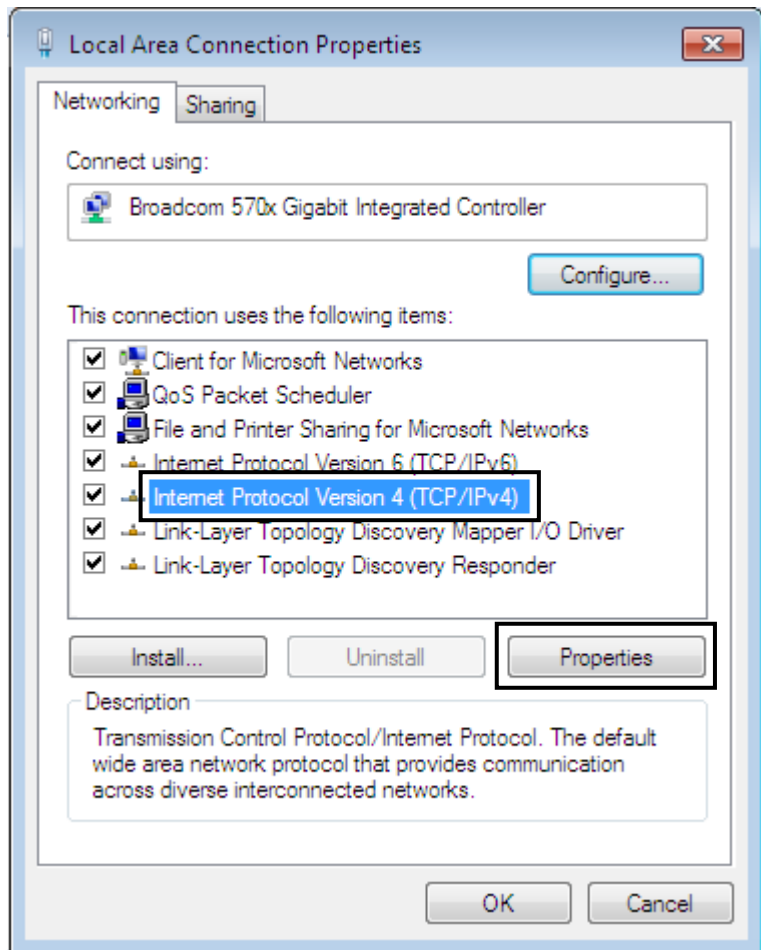 Local Area Connection Properties
Networking
Sharing
Connect using:
Broadcom 570x Gigabit Integrated Controller
Configure...
This connection uses the following items:
Client for Microsoft Networks
QoS Packet Scheduler
File and Printer Sharing for Microsoft Networks
Internet Protocol Version 6 (TCP/IPv6)
Internet Protocol Version 4 (TCP/IPv4)
Link-Layer Topology Discovery Mapper I/O Driver
Link-Layer Topology Discovery Responder
Install...
Uninstall
Properties
Description
Transmission Control Protocol/Internet Protocol. The default
wide area network protocol that provides communication
across diverse interconnected networks.
OK
Cancel